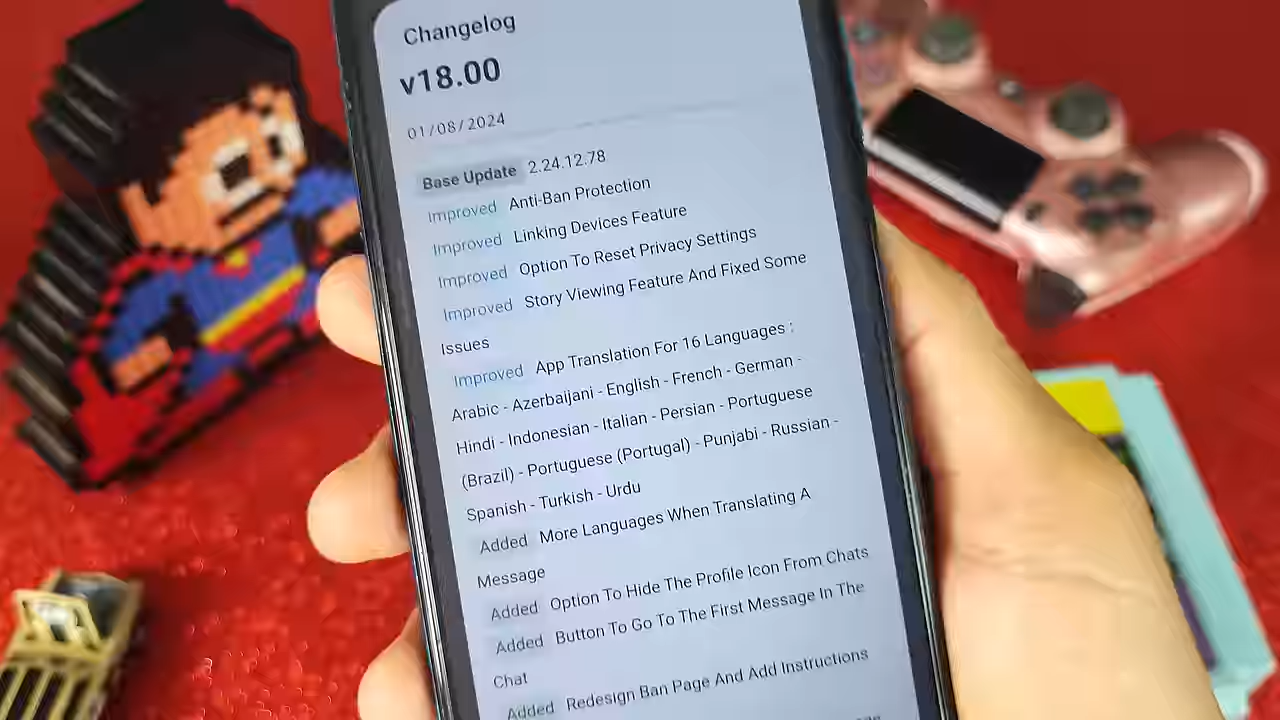 Changelog
v18.00
01/08/2024
Base Update 2.24.12.78
Improved Anti-Ban Protection
Improved Linking Devices Feature
Improved Option To Reset Privacy Settings
Improved Story Viewing Feature And Fixed Some
Issues
Improved App Translation For 16 Languages :
Arabic - Azerbaijani - English - French - German -
Hindi - Indonesian - Italian - Persian - Portuguese
(Brazil) - Portuguese (Portugal) - Punjabi - Russian -
Spanish - Turkish - Urdu
Added More Languages When Translating A
Message
Added Option To Hide The Profile Icon From Chats
Added Button To Go To The First Message In The
Chat
Added Redesign Ban Page And Add Instructions